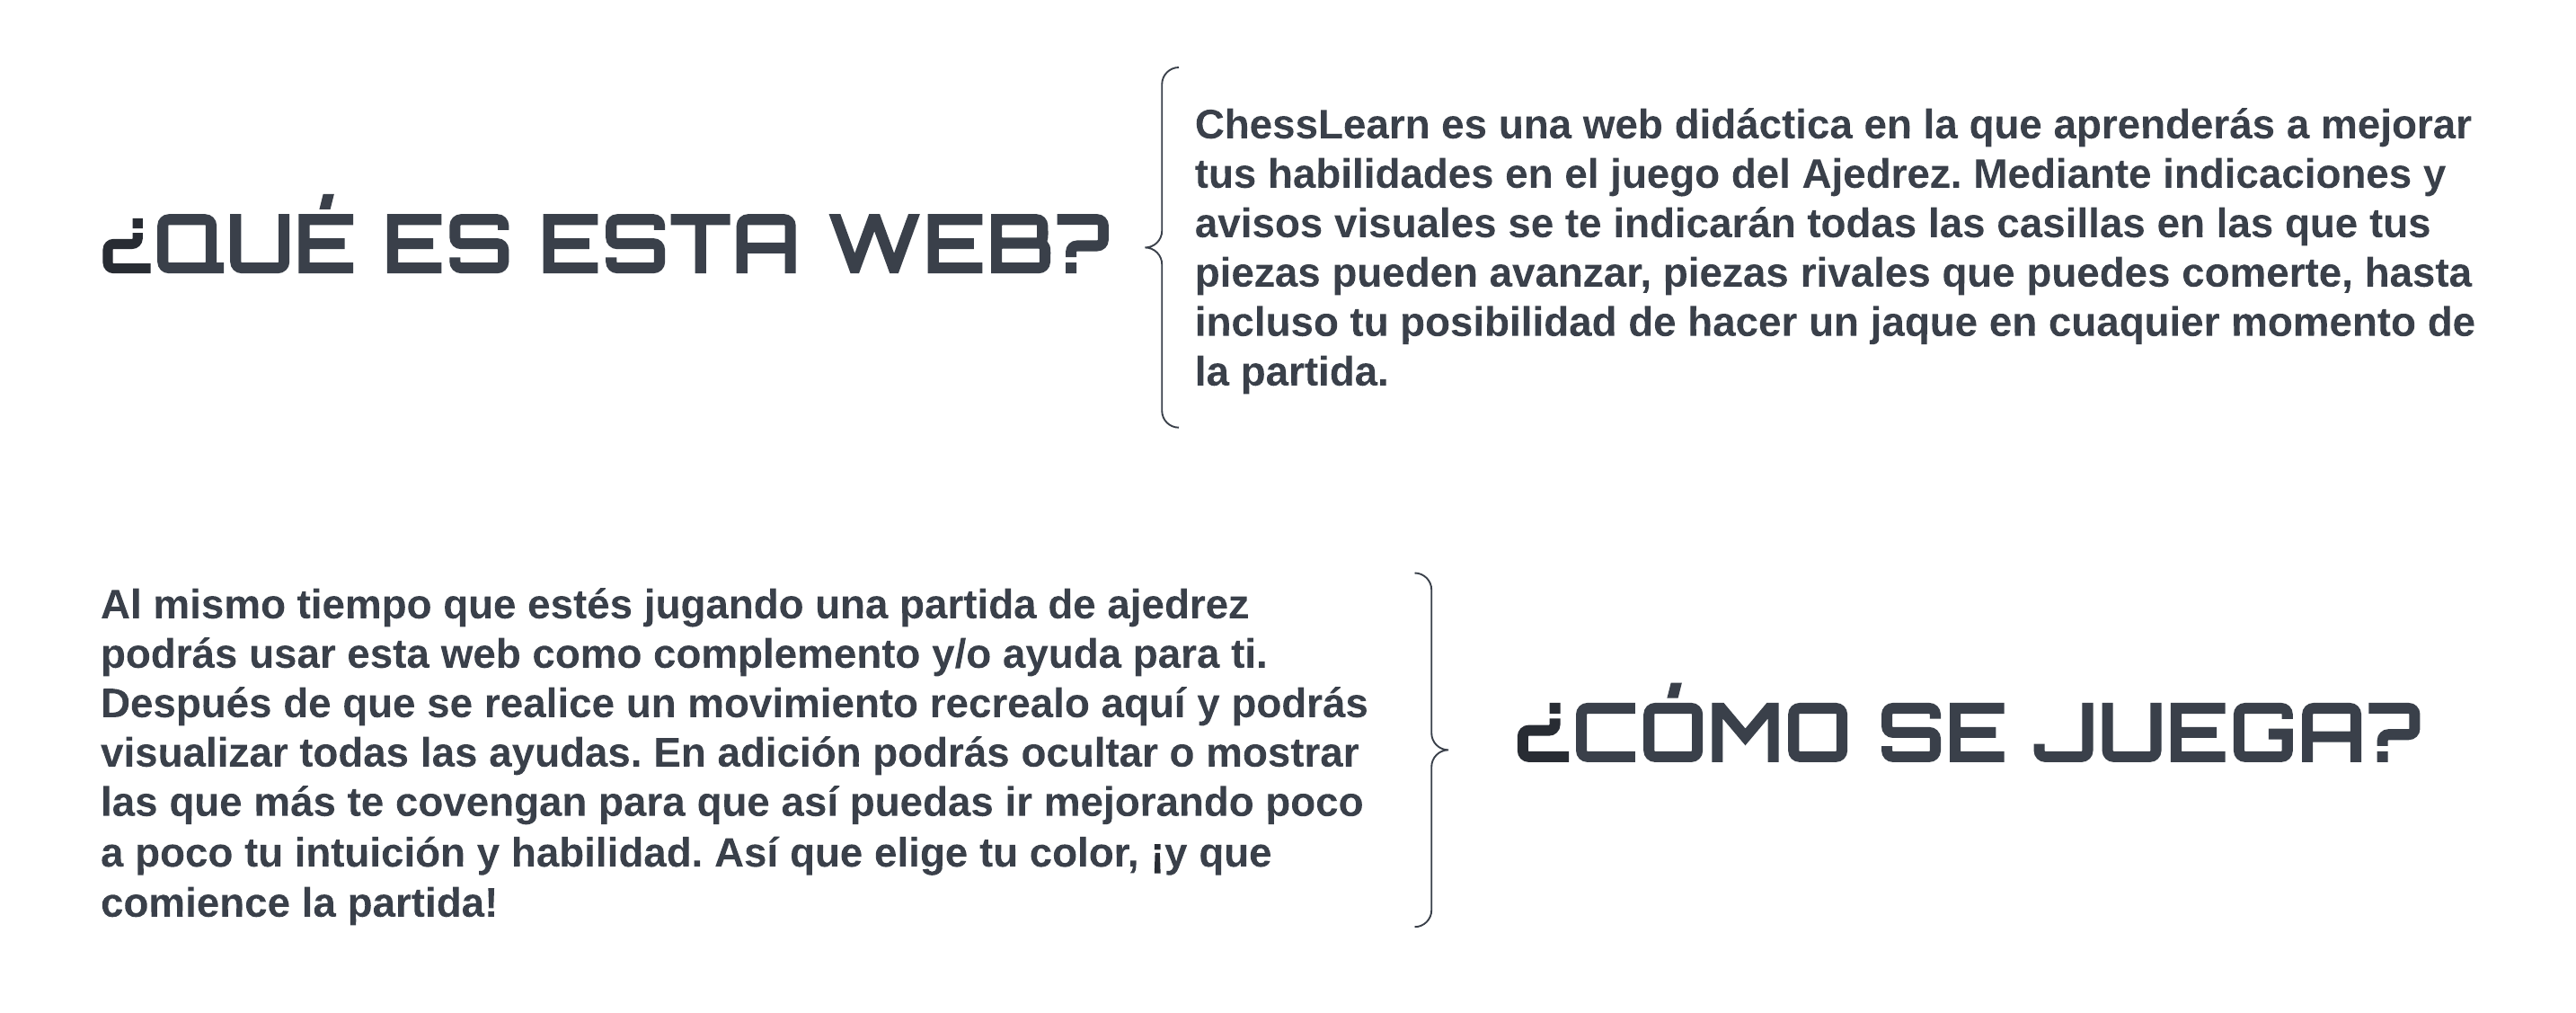 ¿QUÉ ES ESTA WEB?
ChessLearn es una web didáctica en la que aprenderás a mejorar
tus habilidades en el juego del Ajedrez. Mediante indicaciones y
avisos visuales se te indicarán todas las casillas en las que tus
piezas pueden avanzar, piezas rivales que puedes comerte, hasta
incluso tu posibilidad de hacer un jaque en cuaquier momento de
la partida.
Al mismo tiempo que estés jugando una partida de ajedrez
podrás usar esta web como complemento y/o ayuda para ti.
Después de que se realice un movimiento recrealo aquí y podrás
visualizar todas las ayudas. En adición podrás ocultar o mostrar
las que más te covengan para que así puedas ir mejorando poco
a poco tu intuición y habilidad. Así que elige tu color, ¡y que
comience la partida!
¿CÓMO SE JUEGA?